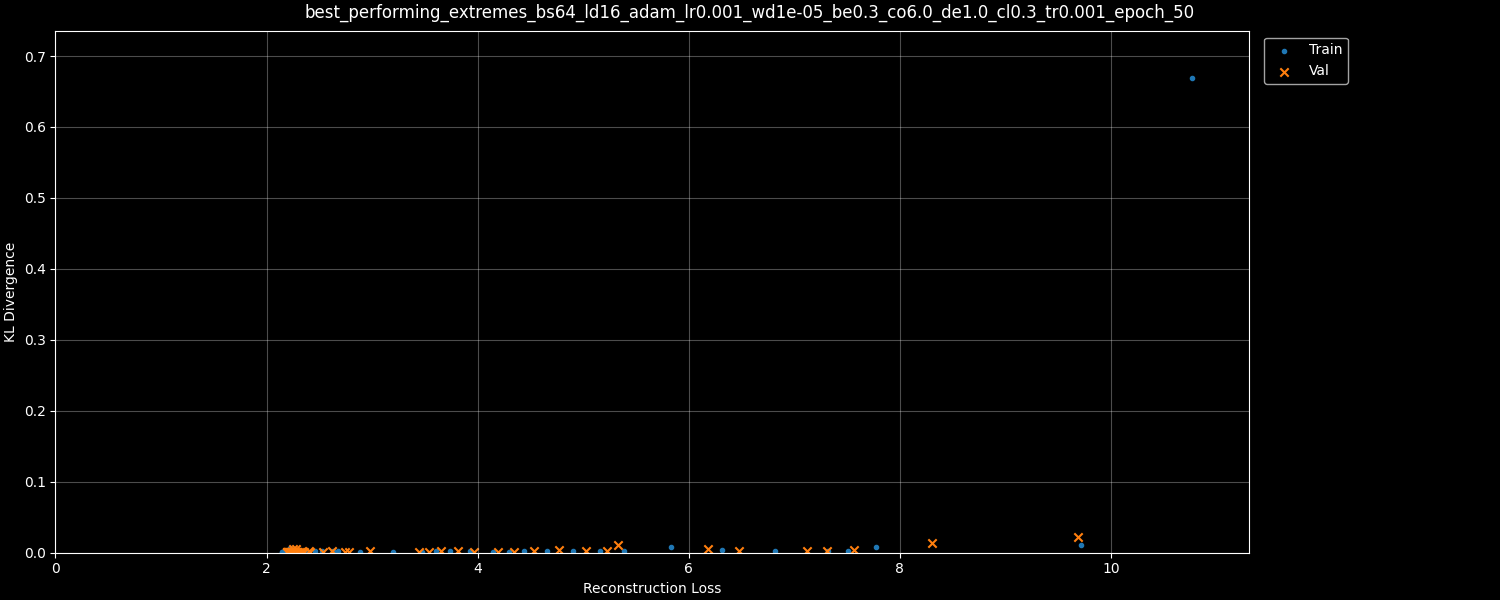 best_performing_extremes_bs64_ld16_adam_lr0.001_wd1e-05_be0.3_co6.0_de1.0_cl0.3_tr0.001_epoch_50
Train
Val
0.7
0.6
0.5
0.4
0.3
0.2
0.1
0.0
KL Divergence
0 2 4 6 8 10
Reconstruction Loss